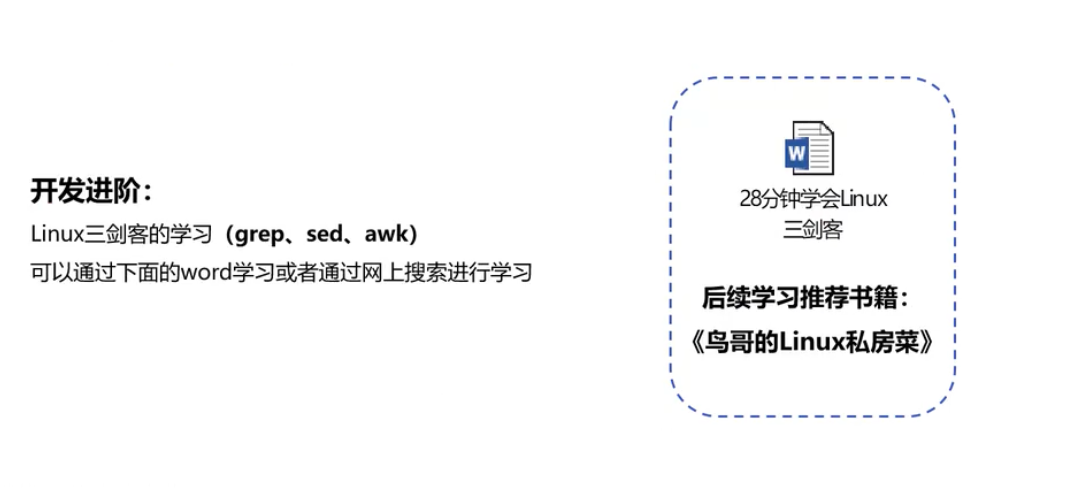 开发进阶：
Linux三剑客的学习（grep、sed、awk）
可以通过下面的word学习或者通过网上搜索进行学习
W
28分钟学会Linux
三剑客
后续学习推荐书籍：
《鸟哥的Linux私房菜》